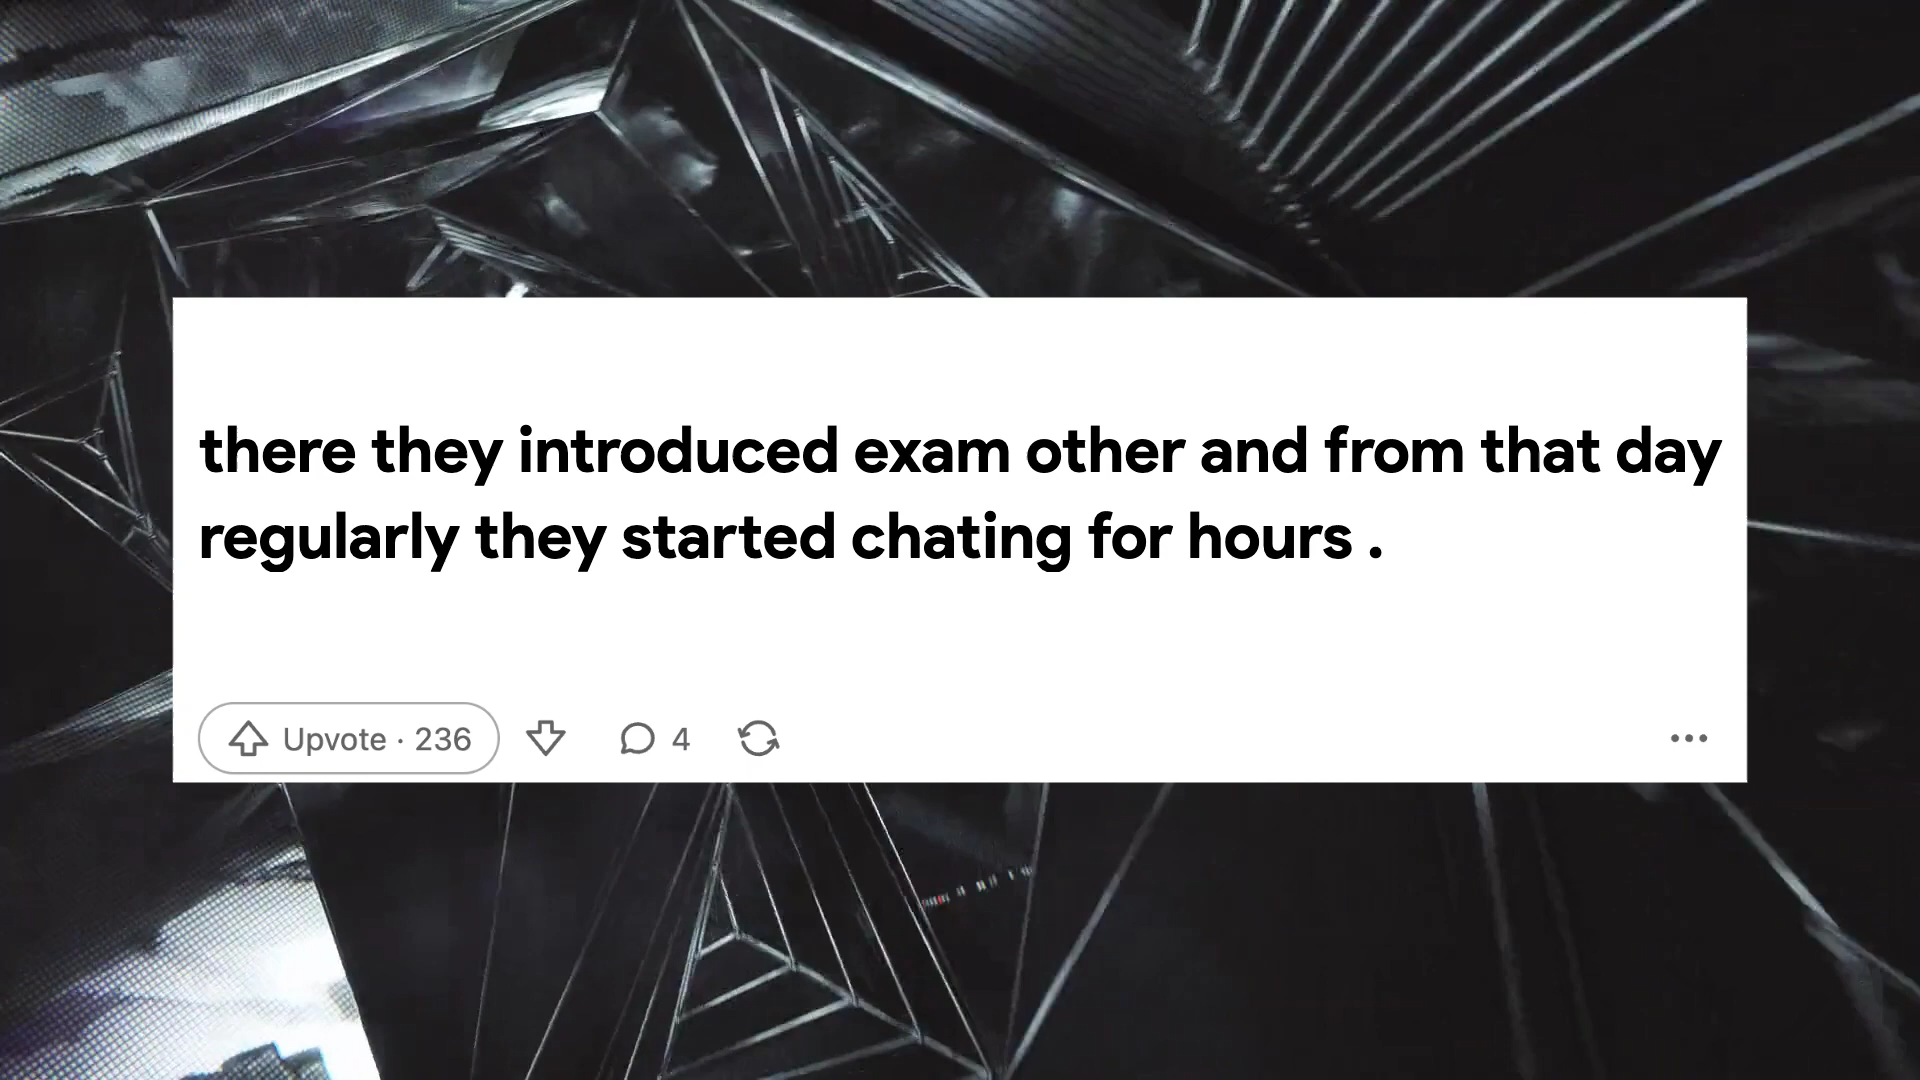 there they introduced exam other and from that day
regularly they started chating for hours .
Upvote · 236
4